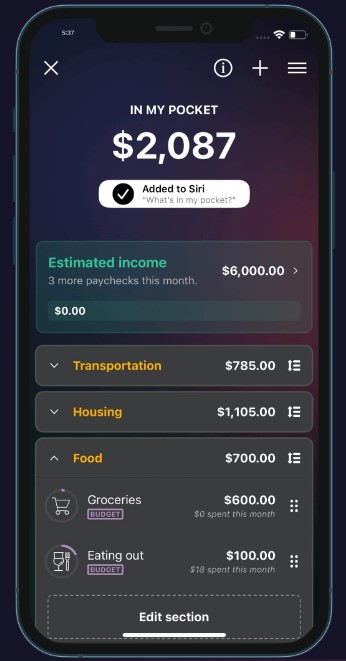 5:37
IN MY POCKET
$2,087
Added to Siri
"What's in my pocket?"
Estimated income
$6,000.00
3 more paychecks this month.
$0.00
Transportation $785.00
Housing $1,105.00
Food $700.00
Groceries $600.00
BUDGET $0 spent this month
Eating out $100.00
BUDGET $18 spent this month
Edit section